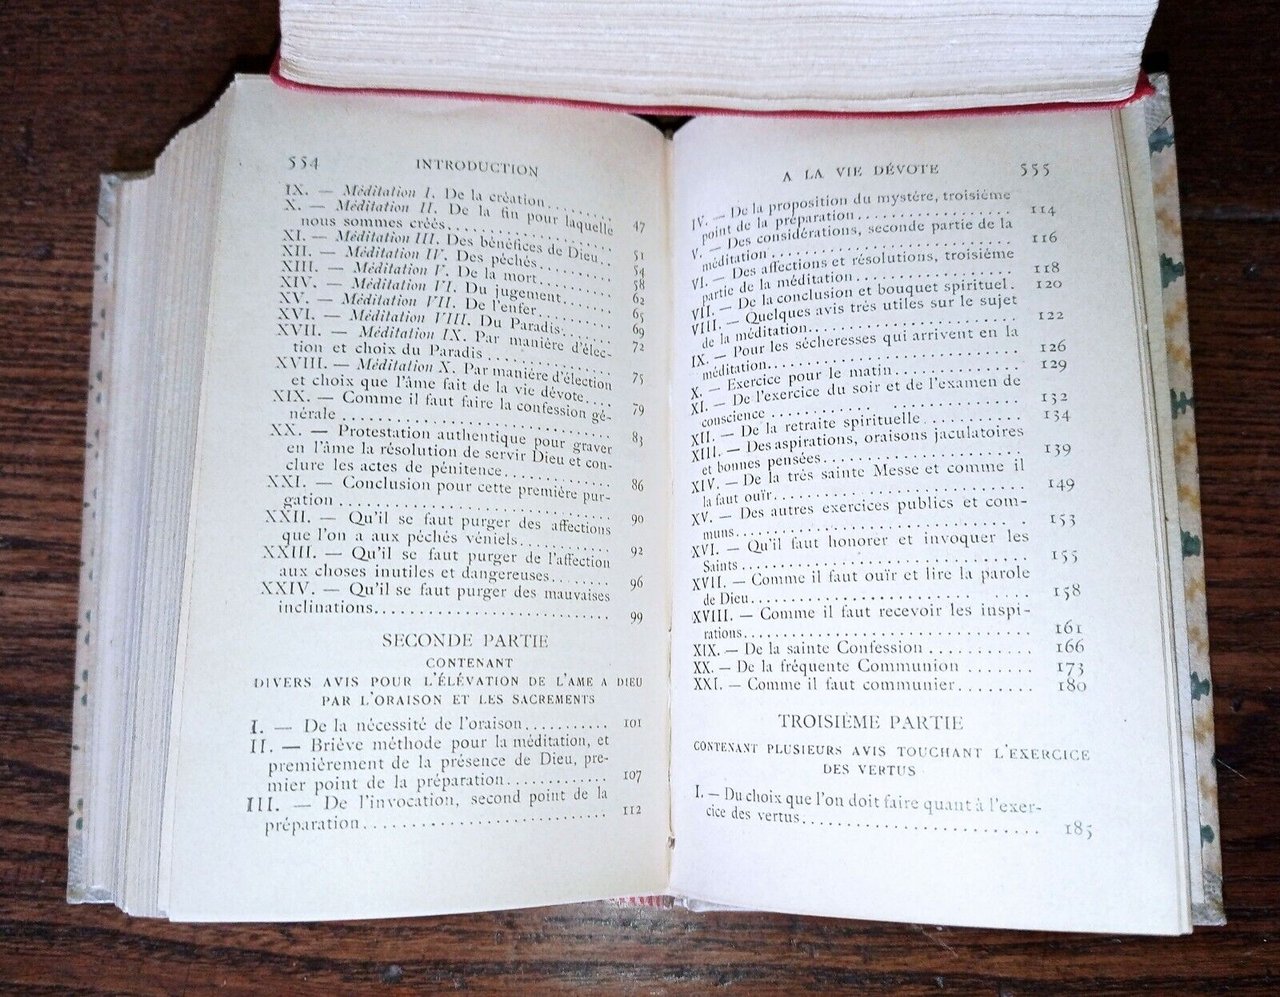 554 INTRODUCTION
IX. — Méditation I. De la création........
X. — Méditation II. De la fin pour laquelle
nous sommes créés.................... 47
XI. — Méditation III. Des bénéfices de Dieu.. 51
XII. — Méditation IV. Des péchés......... 54
XIII. — Méditation V. De la mort......... 58
XIV. — Méditation VI. Du jugement....... 62
XV. — Méditation VII. De l'enfer......... 65
XVI. — Méditation VIII. Du Paradis....... 69
XVII. — Méditation IX. Par manière d'élec- 72
tion et choix du Paradis ...............
XVIII. — Méditation X. Par manière d'élection 75
et choix que l'âme fait de la vie dévote....
XIX. — Comme il faut faire la confession gé- 79
nérale ..............................
XX. — Protestation authentique pour graver 83
en l'âme la résolution de servir Dieu et con-
clure les actes de pénitence............. 86
XXI. — Conclusion pour cette première pur-
gation .............................. 90
XXII. — Qu'il se faut purger des affections
que l'on a aux péchés véniels........... 92
XXIII. — Qu'il se faut purger de l'affection
aux choses inutiles et dangereuses........ 96
XXIV. — Qu'il se faut purger des mauvaises
inclinations......................... 99
SECONDE PARTIE
CONTENANT
DIVERS AVIS POUR L'ÉLÉVATION DE L'AME A DIEU
PAR L'ORAISON ET LES SACREMENTS
I. — De la nécessité de l'oraison........... 101
II. — Briève méthode pour la méditation, et
premièrement de la présence de Dieu, pre-
mier point de la préparation............. 107
III. — De l'invocation, second point de la
préparation........................... 112
A LA VIE DÉVOTE 555
IV. — De la proposition du mystère, troisième
point de la préparation................ 114
V. — Des considérations, seconde partie de la
méditation ......................... 116
VI. — Des affections et résolutions, troisième
partie de la méditation................ 118
VII. — De la conclusion et bouquet spirituel. 120
VIII. — Quelques avis très utiles sur le sujet
de la méditation...................... 122
IX. — Pour les sécheresses qui arrivent en la
méditation.......................... 126
X. — Exercice pour le matin............. 129
XI. — De l'exercice du soir et de l'examen de
conscience .......................... 132
XII. — De la retraite spirituelle.......... 134
XIII. — Des aspirations, oraisons jaculatoires
et bonnes pensées.................... 139
XIV. — De la très sainte Messe et comme il
la faut ouïr......................... 149
XV. — Des autres exercices publics et com-
muns............................... 153
XVI. — Qu'il faut honorer et invoquer les
Saints ............................. 155
XVII. — Comme il faut ouïr et lire la parole
de Dieu............................ 158
XVIII. — Comme il faut recevoir les inspi-
rations............................. 161
XIX. — De la sainte Confession ......... 166
XX. — De la fréquente Communion ....... 173
XXI. — Comme il faut communier........ 180
TROISIÈME PARTIE
CONTENANT PLUSIEURS AVIS TOUCHANT L'EXERCICE
DES VERTUS
I. — Du choix que l'on doit faire quant à l'exer-
cice des vertus........................ 185